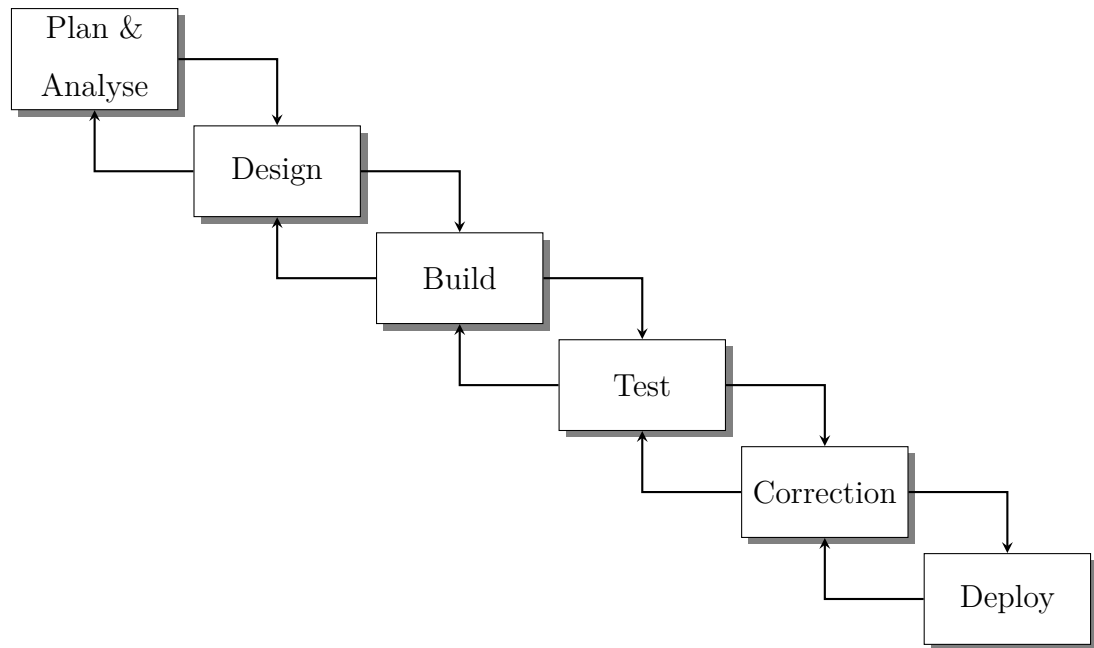 Plan &
Analyse
Design
Build
Test
Correction
Deploy